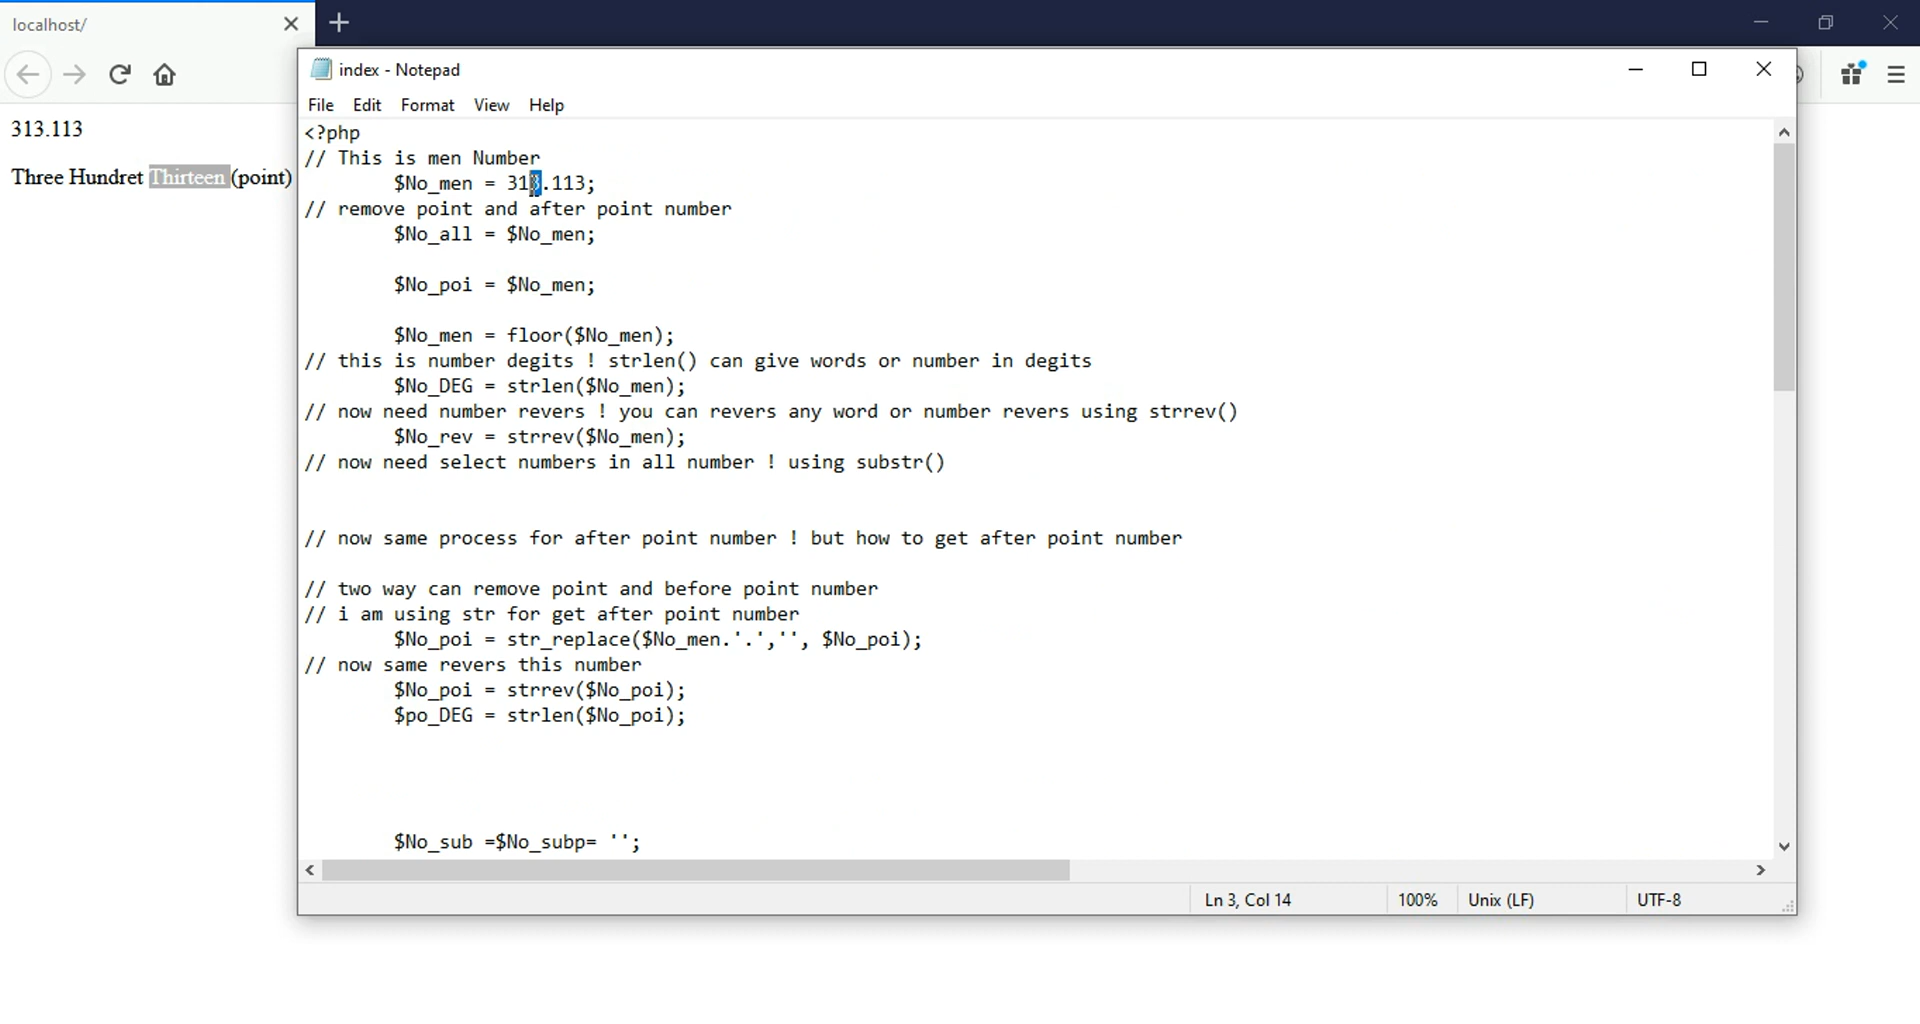 localhost/
313.113
Three Hundret Thirteen (point)
index - Notepad
File Edit Format View Help
<?php
// This is men Number
$No_men = 313.113;
// remove point and after point number
$No_all = $No_men;
$No_poi = $No_men;
$No_men = floor($No_men);
// this is number degits ! strlen() can give words or number in degits
$No_DEG = strlen($No_men);
// now need number revers ! you can revers any word or number revers using strrev()
$No_rev = strrev($No_men);
// now need select numbers in all number ! using substr()
// now same process for after point number ! but how to get after point number
// two way can remove point and before point number
// i am using str for get after point number
$No_poi = str_replace($No_men.'.','', $No_poi);
// now same revers this number
$No_poi = strrev($No_poi);
$po_DEG = strlen($No_poi);
$No_sub =$No_subp= '';
Ln 3, Col 14
100%
Unix (LF)
UTF-8